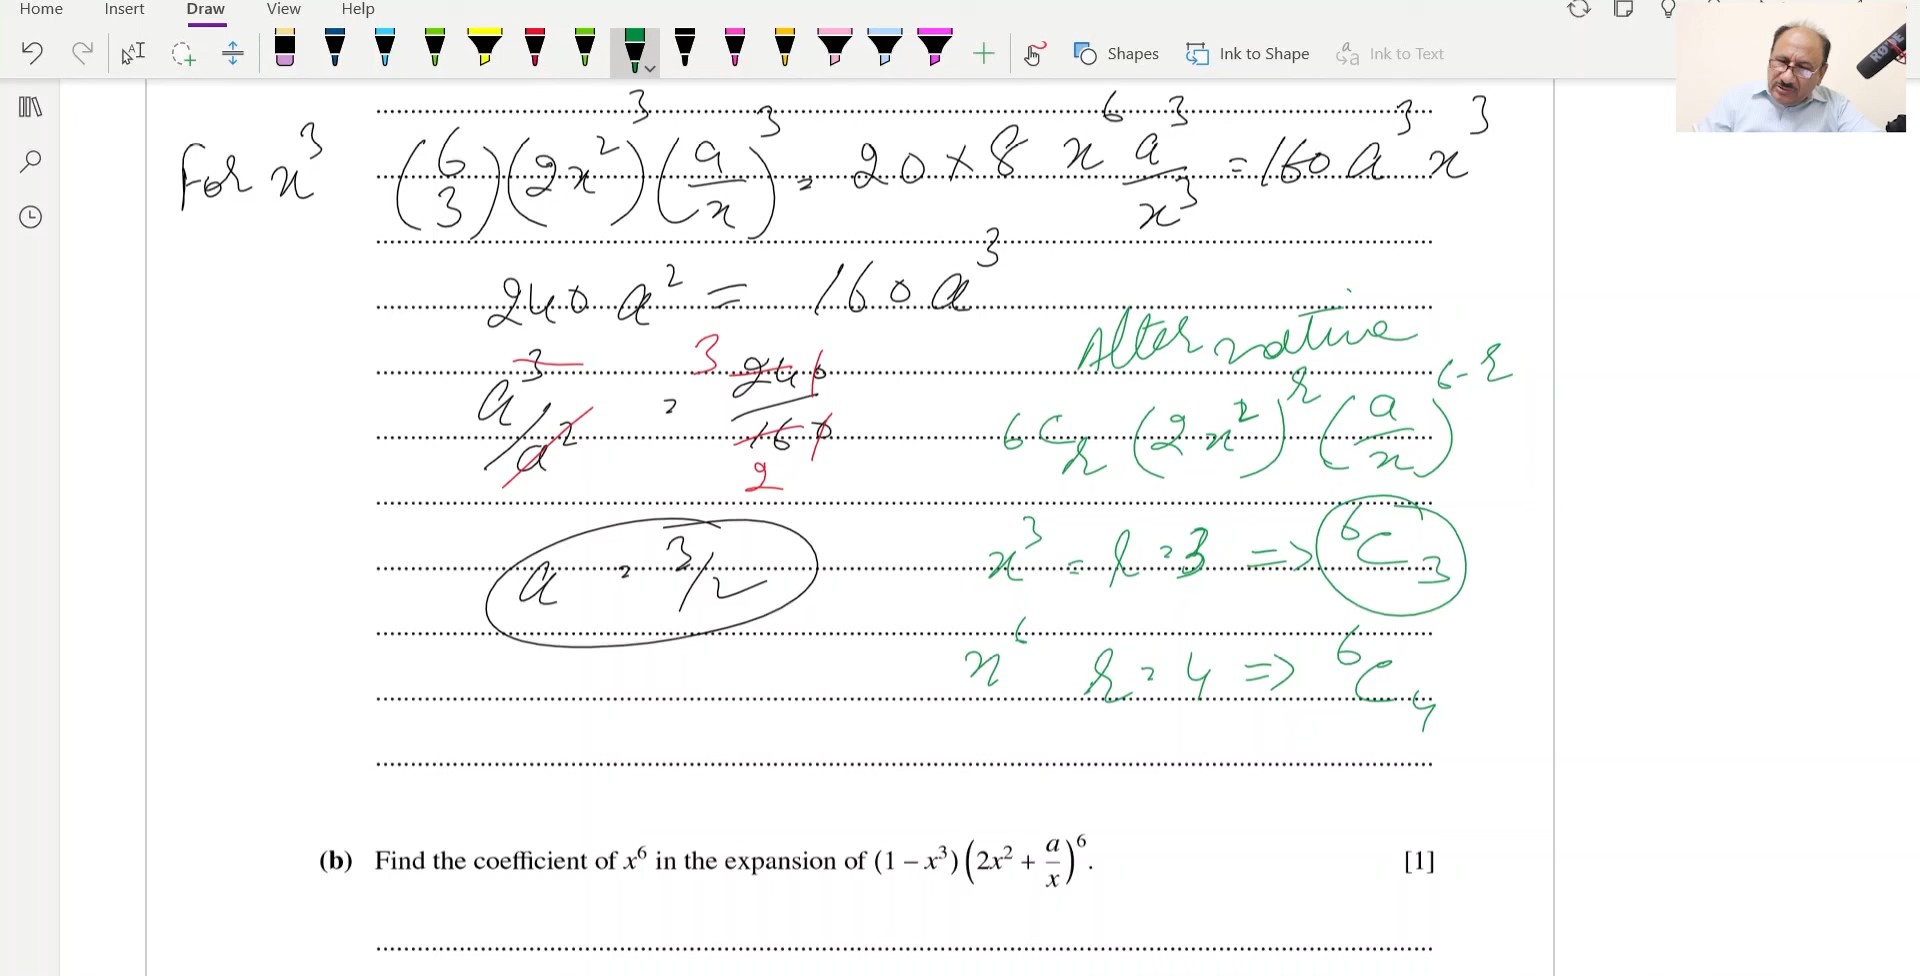 Home Insert Draw View Help
Shapes Ink to Shape Ink to Text
RØDE
For x³ (6 3)(2x²)³(a/x)³ = 20 × 8 x⁶ a³/x³ = 160 a³ x³
240 a² = 160 a³
Alternative
a³/a² = 240/160 3 2
6Cr (2x²)^r (a/x)^6-r
a = 3/2
x³ = r = 3 => ⁶C₃
x⁶ r = 4 => ⁶C₄
(b) Find the coefficient of x⁶ in the expansion of (1 − x³)(2x² + a/x)⁶. [1]